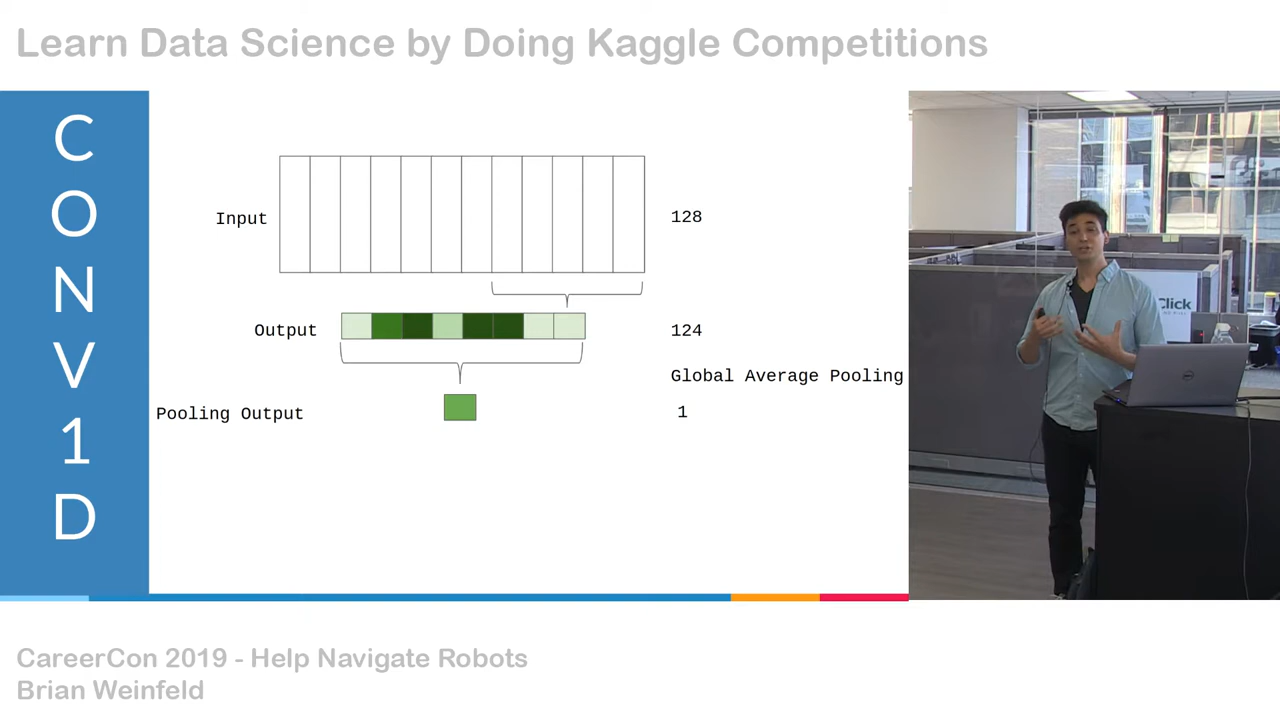 Learn Data Science by Doing Kaggle Competitions
C
O
N
V
1
D
Input
128
Output
124
Global Average Pooling
Pooling Output
1
Click
CareerCon 2019 - Help Navigate Robots
Brian Weinfeld